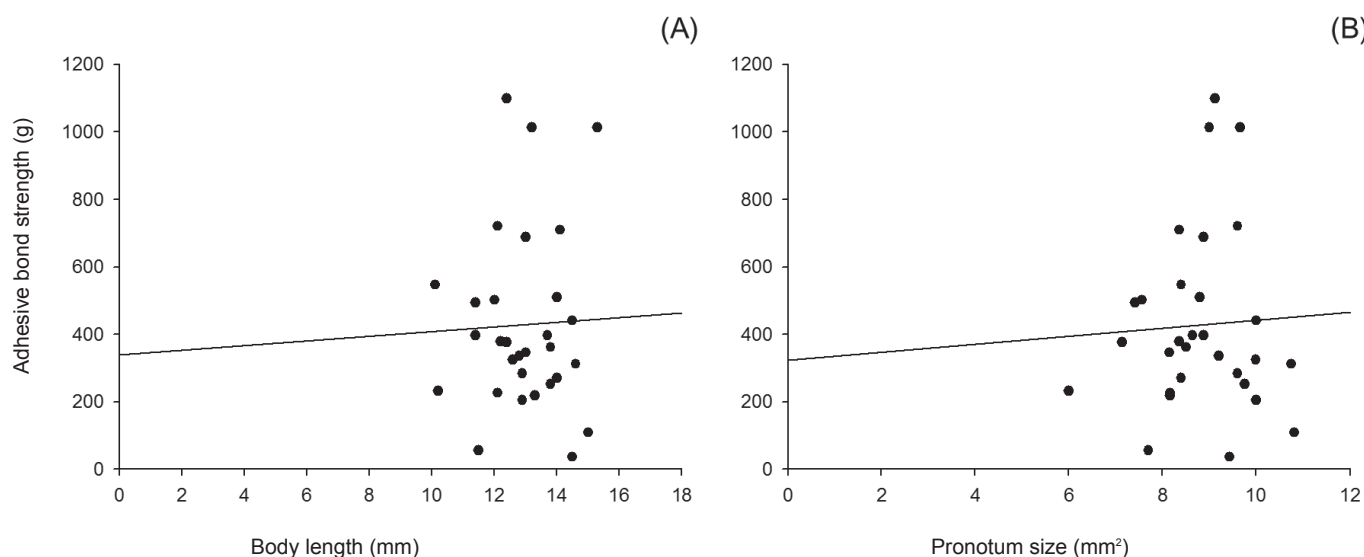 (A)
(B)
1200
1000
800
600
400
200
0
Adhesive bond strength (g)
0 2 4 6 8 10 12 14 16 18
Body length (mm)
1200
1000
800
600
400
200
0
0 2 4 6 8 10 12
Pronotum size (mm²)